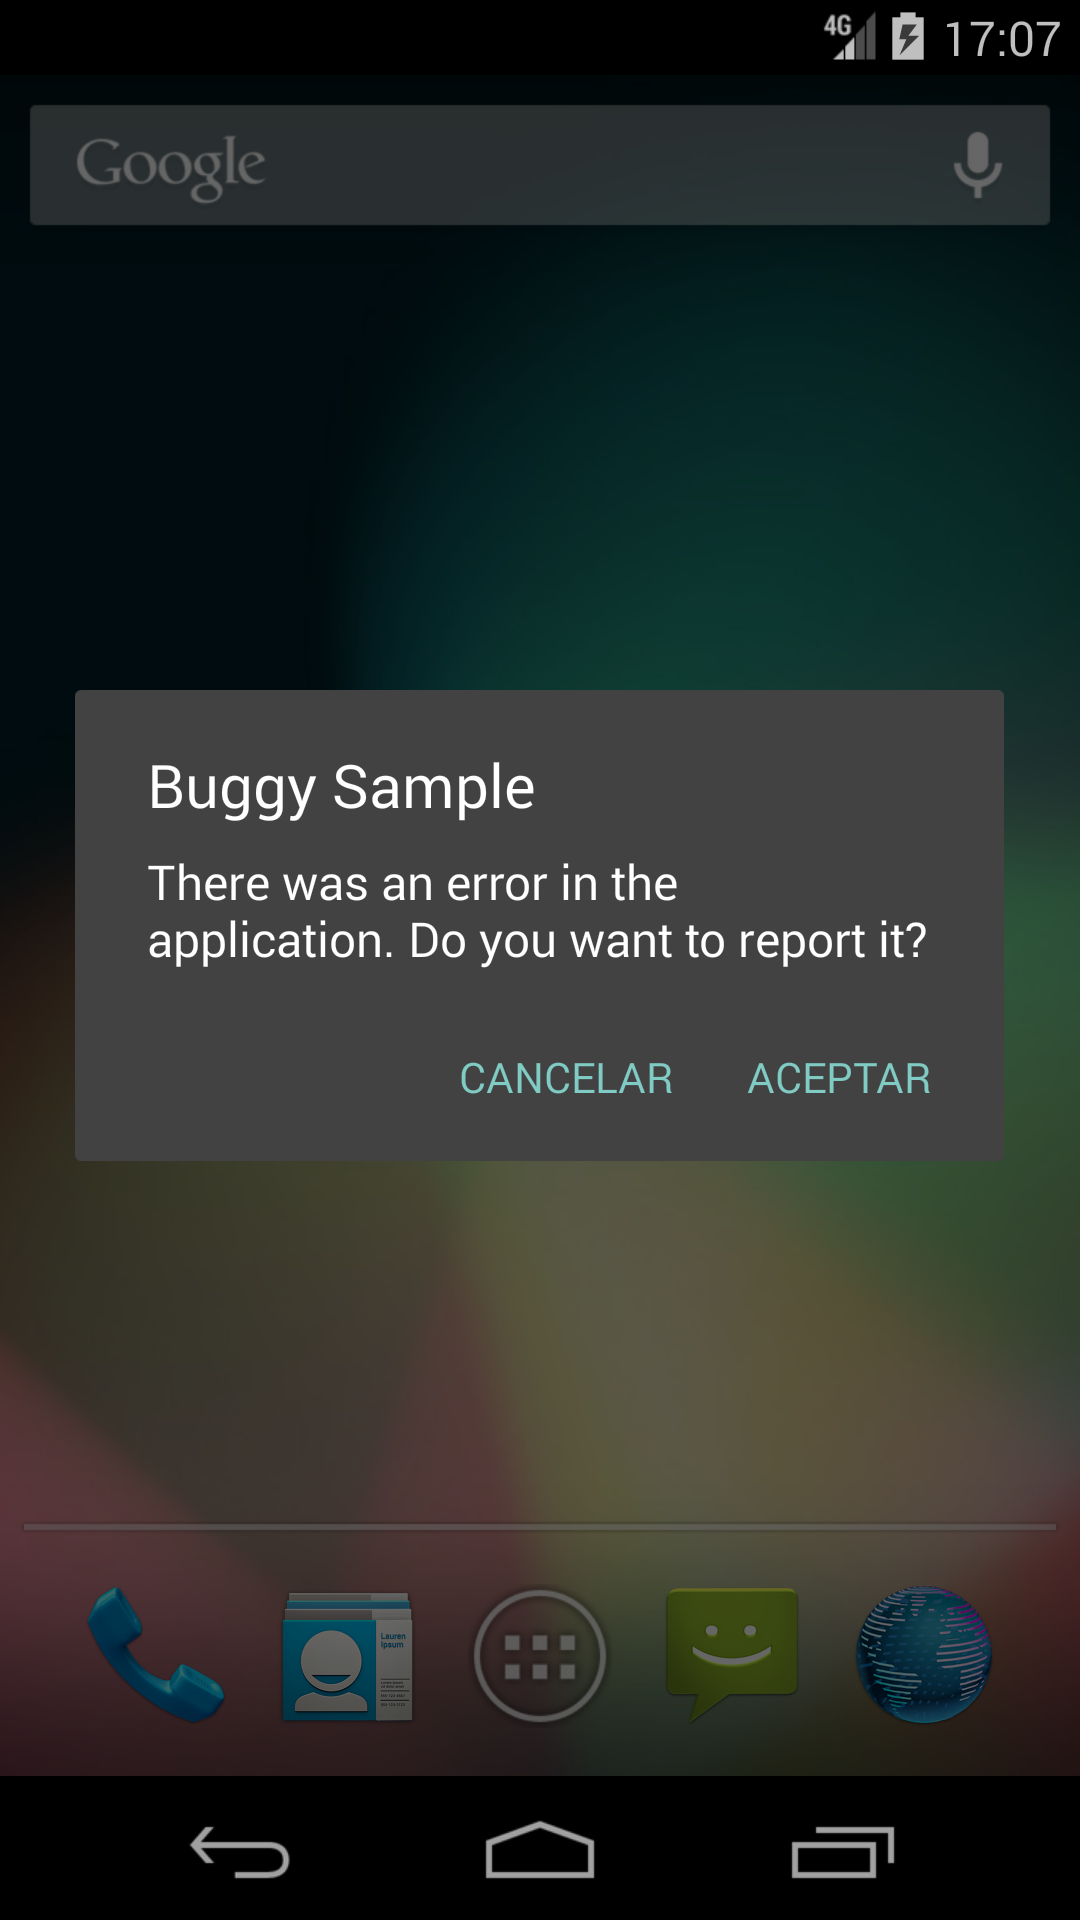 4G 17:07
Google
Buggy Sample
There was an error in the
application. Do you want to report it?
CANCELAR ACEPTAR
Lauren
Ipsum